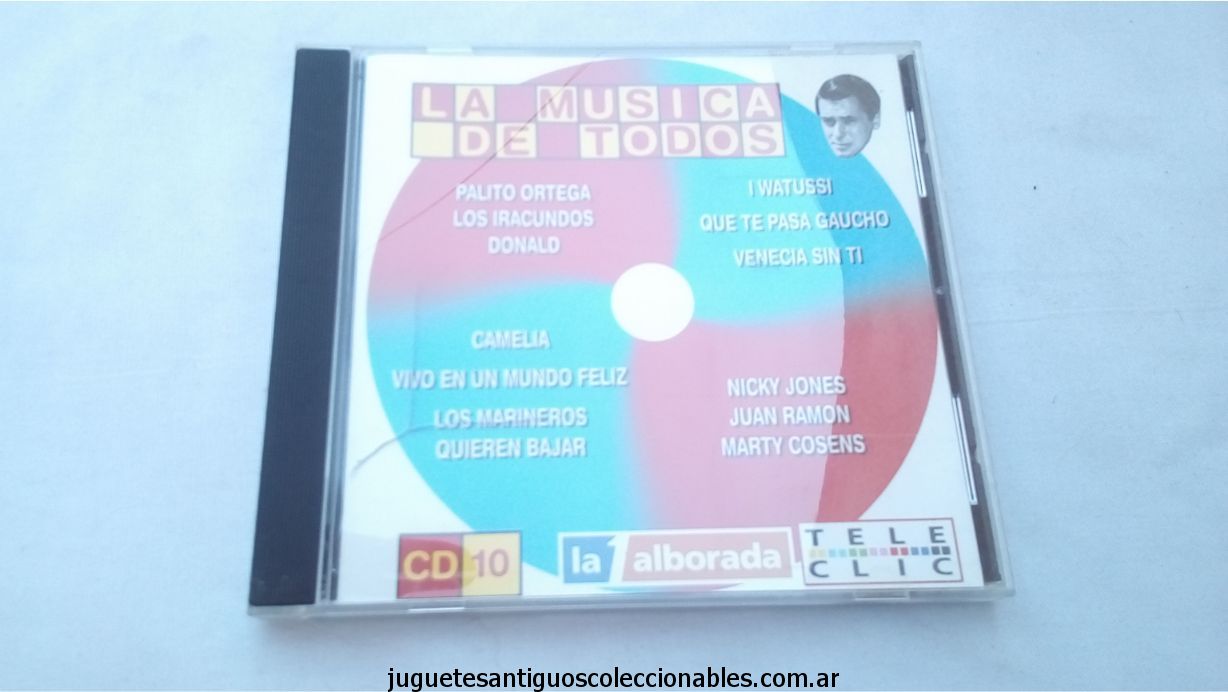 LA MUSICA
DE TODOS
PALITO ORTEGA
LOS IRACUNDOS
DONALD
I WATUSSI
QUE TE PASA GAUCHO
VENECIA SIN TI
CAMELIA
VIVO EN UN MUNDO FELIZ
LOS MARINEROS
QUIEREN BAJAR
NICKY JONES
JUAN RAMON
MARTY COSENS
CD 10
la 1 alborada
TELE
CLIC
juguetesantiguoscoleccionables.com.ar